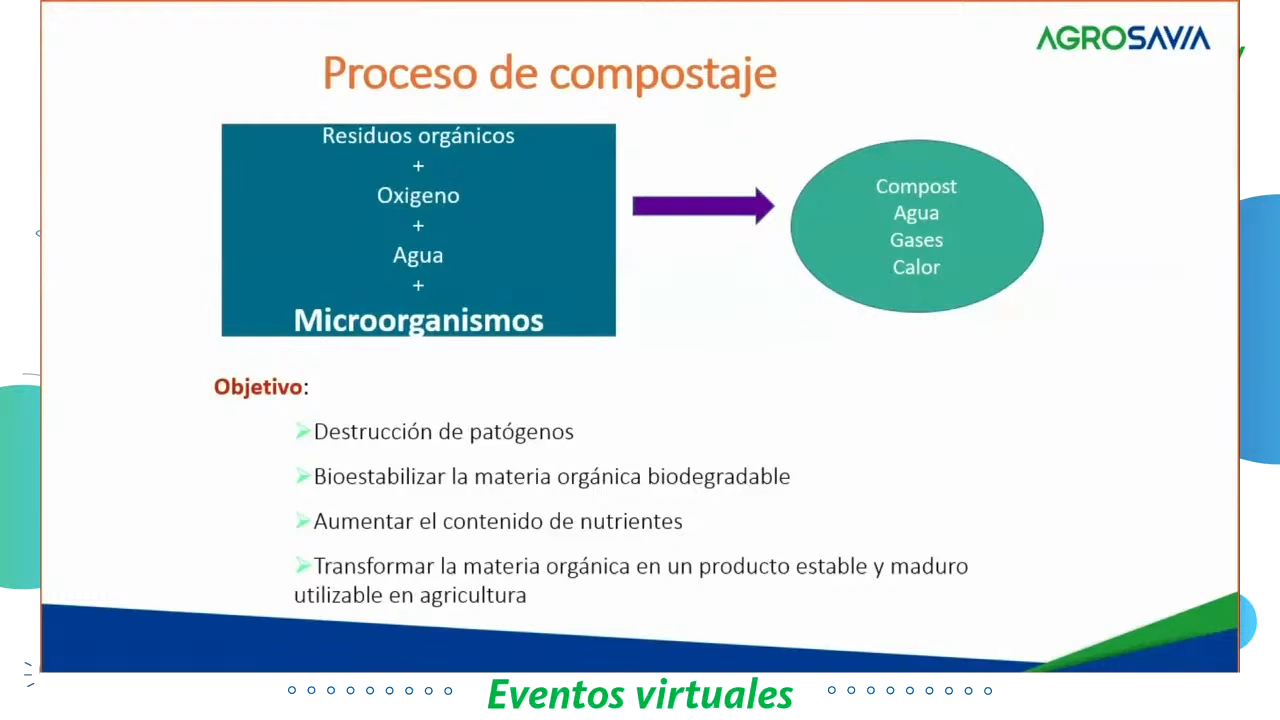 AGROSAVIA
Proceso de compostaje
Residuos orgánicos
+
Oxigeno
+
Agua
+
Microorganismos
Compost
Agua
Gases
Calor
Objetivo:
Destrucción de patógenos
Bioestabilizar la materia orgánica biodegradable
Aumentar el contenido de nutrientes
Transformar la materia orgánica en un producto estable y maduro
utilizable en agricultura
Eventos virtuales